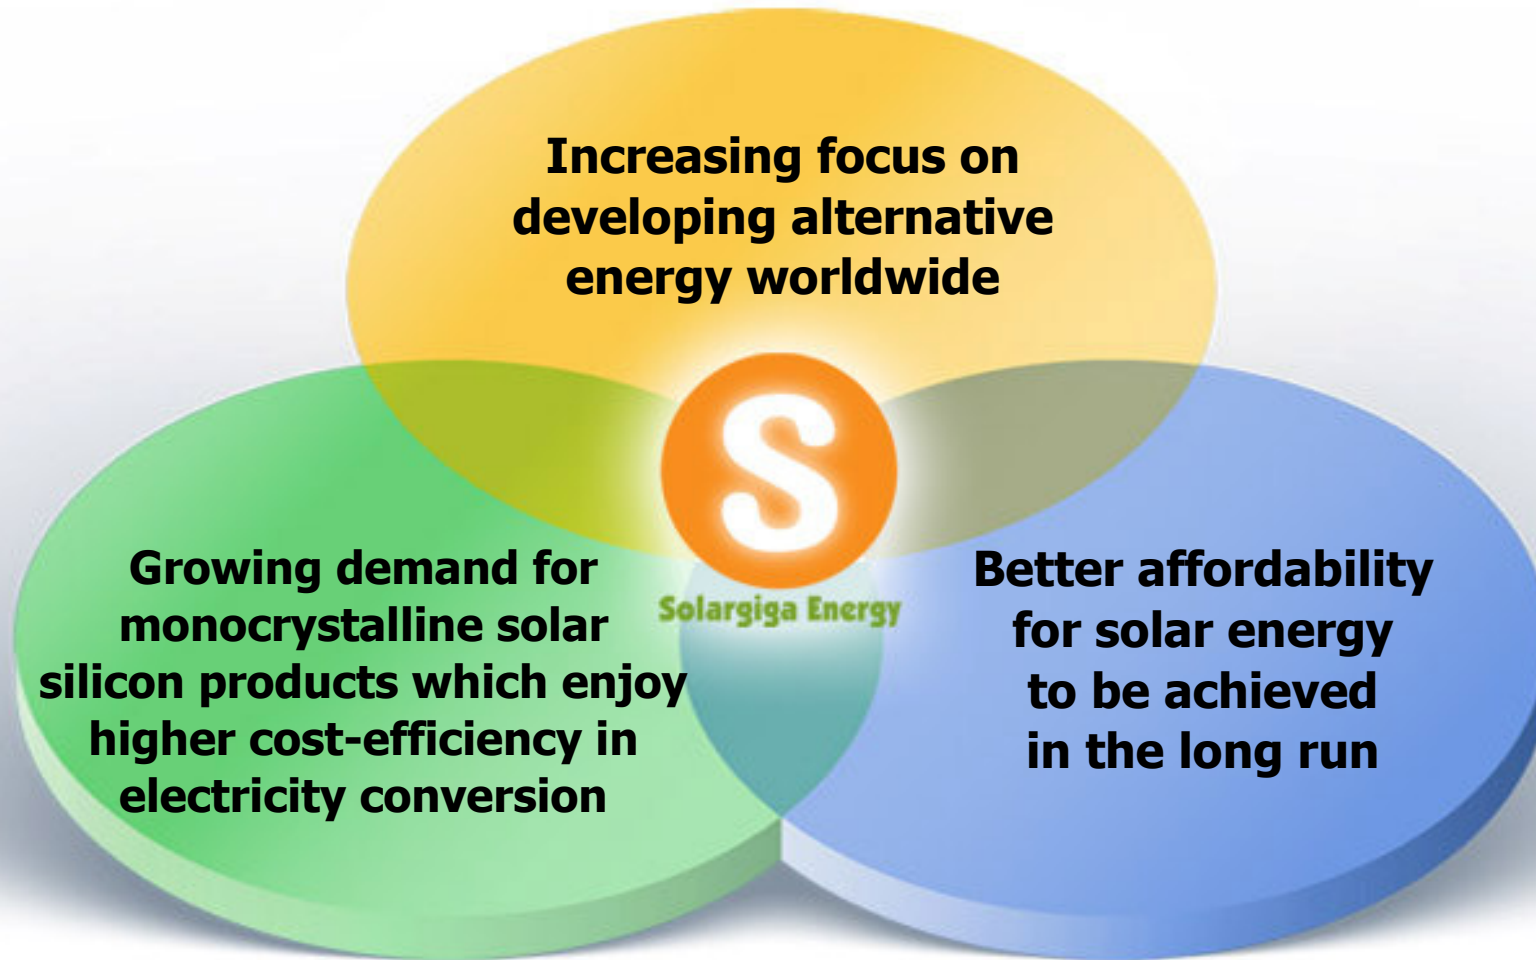 Increasing focus on
developing alternative
energy worldwide
S
Solargiga Energy
Growing demand for
monocrystalline solar
silicon products which enjoy
higher cost-efficiency in
electricity conversion
Better affordability
for solar energy
to be achieved
in the long run